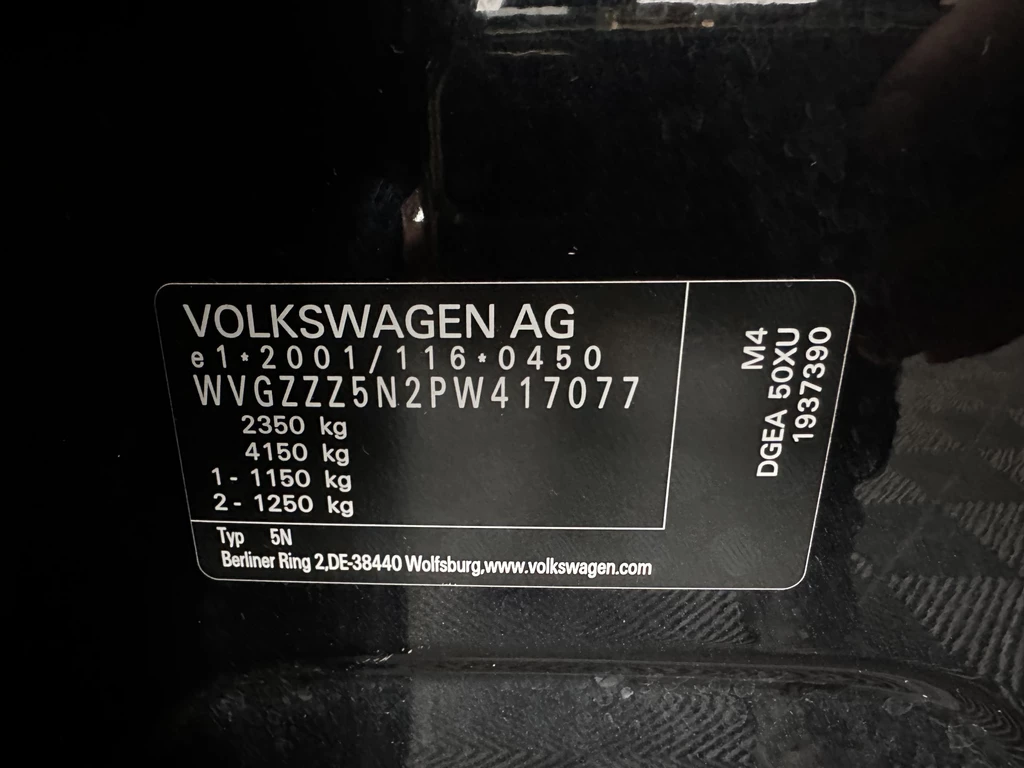 VOLKSWAGEN AG
e1*2001/116*0450
WVGZZZ5N2PW417077
2350 kg
4150 kg
1- 1150 kg
2- 1250 kg
Typ 5N
Berliner Ring 2,DE-38440 Wolfsburg,www.volkswagen.com
M4
DGEA 50XU
1937390